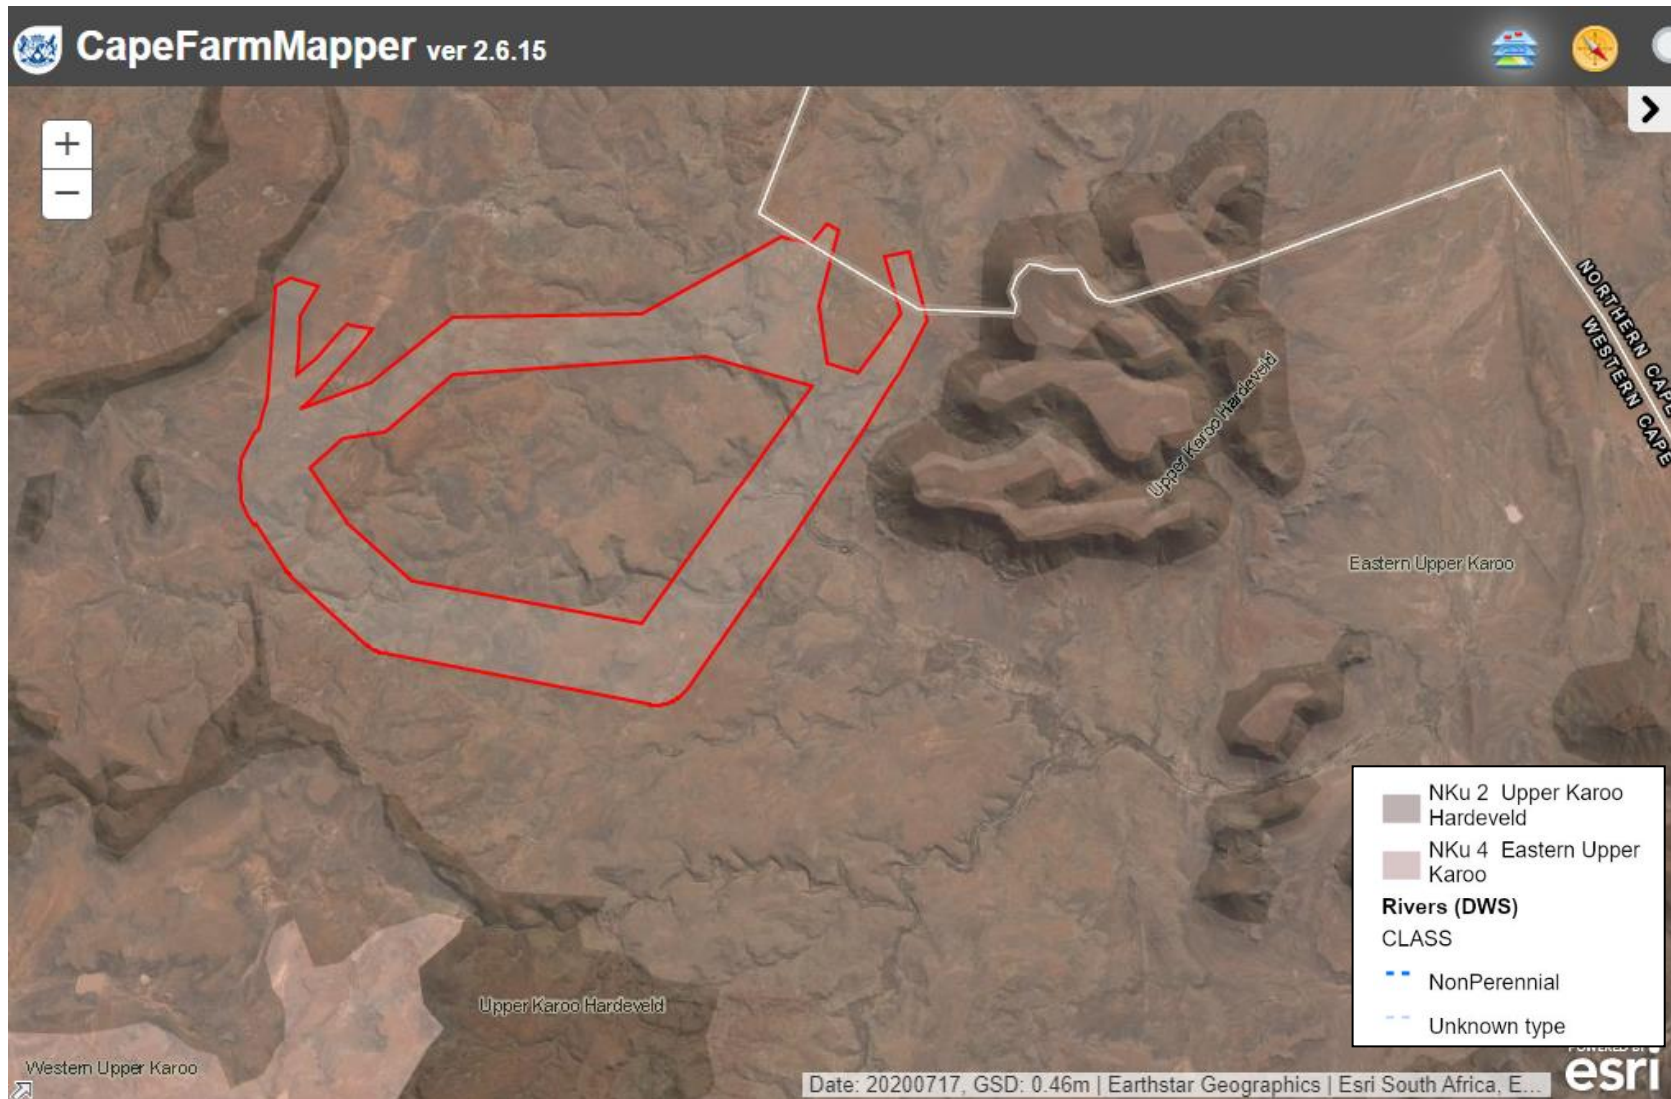 CapeFarmMapper ver 2.6.15
+
−
NORTHERN CAPE
WESTERN CAPE
Upper Karoo Hardeveld
Eastern Upper Karoo
NKu 2 Upper Karoo
Hardeveld
NKu 4 Eastern Upper
Karoo
Rivers (DWS)
CLASS
NonPerennial
Unknown type
Upper Karoo Hardeveld
Western Upper Karoo
POWERED BY
esri
Date: 20200717, GSD: 0.46m | Earthstar Geographics | Esri South Africa, E...